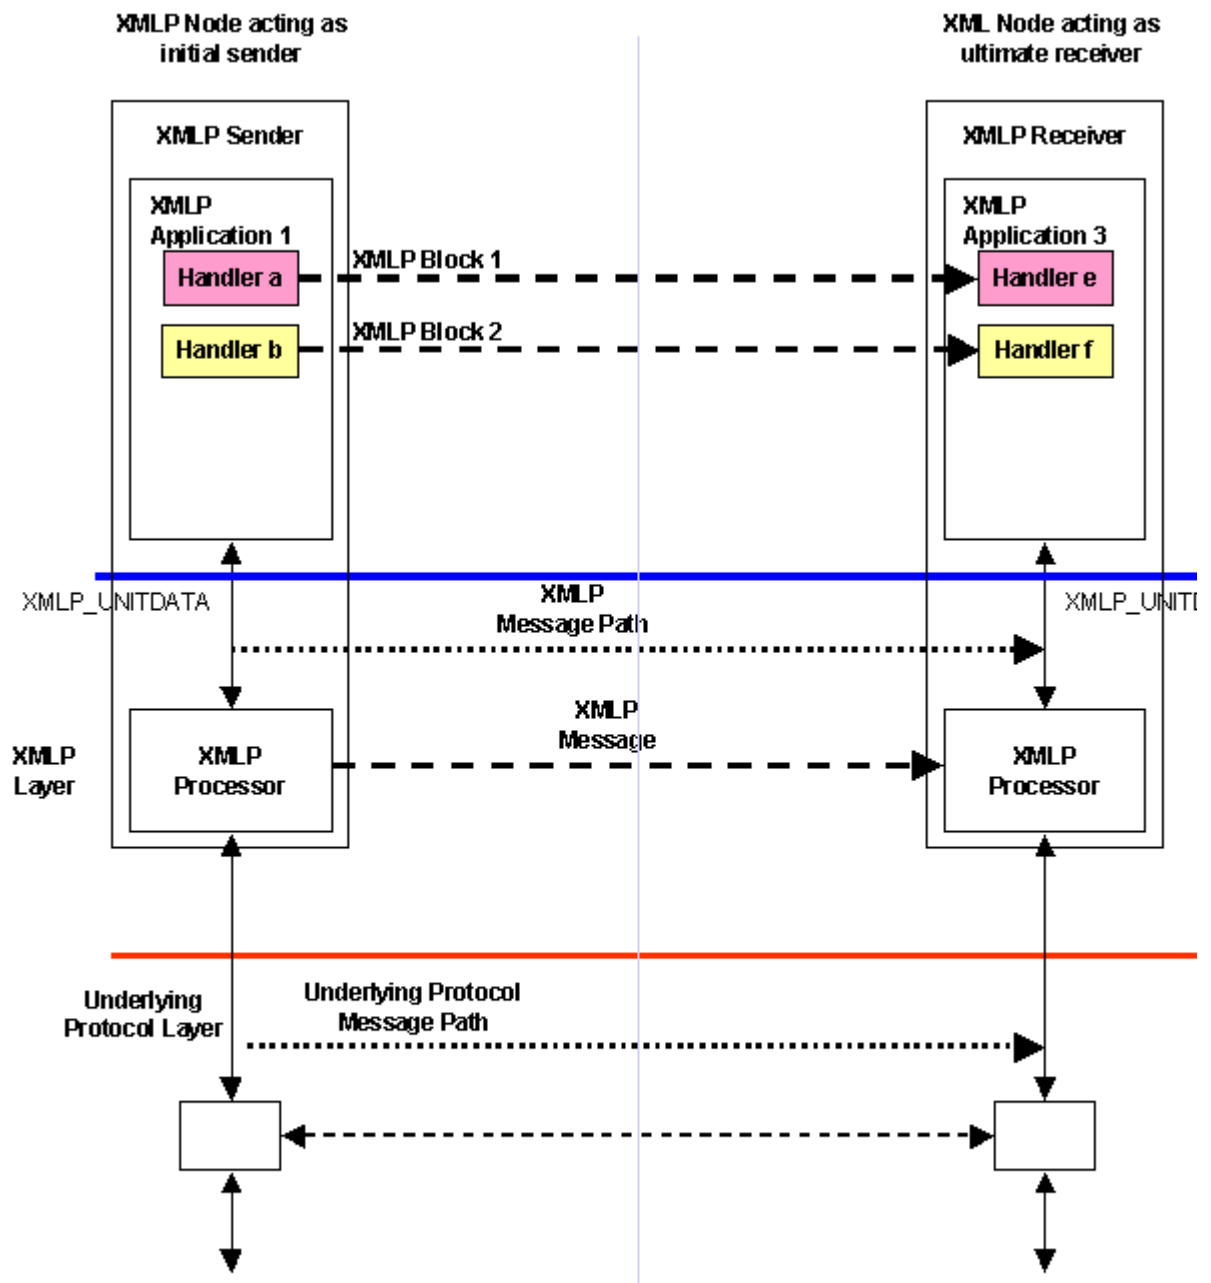 XMLP Node acting as
initial sender
XML Node acting as
ultimate receiver
XMLP Sender
XMLP Receiver
XMLP
Application 1
XMLP
Application 3
Handler a
XMLP Block 1
Handler e
Handler b
XMLP Block 2
Handler f
XMLP_UNITDATA
XMLP
Message Path
XMLP_UNITD
XMLP
Message
XMLP
Layer
XMLP
Processor
XMLP
Processor
Underlying
Protocol Layer
Underlying Protocol
Message Path